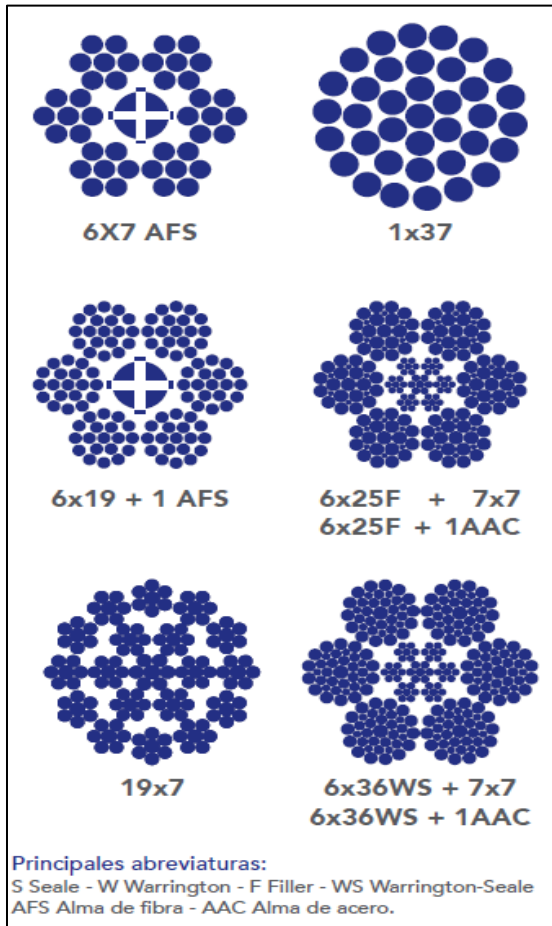 6X7 AFS
1x37
6x19 + 1 AFS
6x25F + 7x7
6x25F + 1AAC
19x7
6x36WS + 7x7
6x36WS + 1AAC
Principales abreviaturas:
S Seale - W Warrington - F Filler - WS Warrington-Seale
AFS Alma de fibra - AAC Alma de acero.